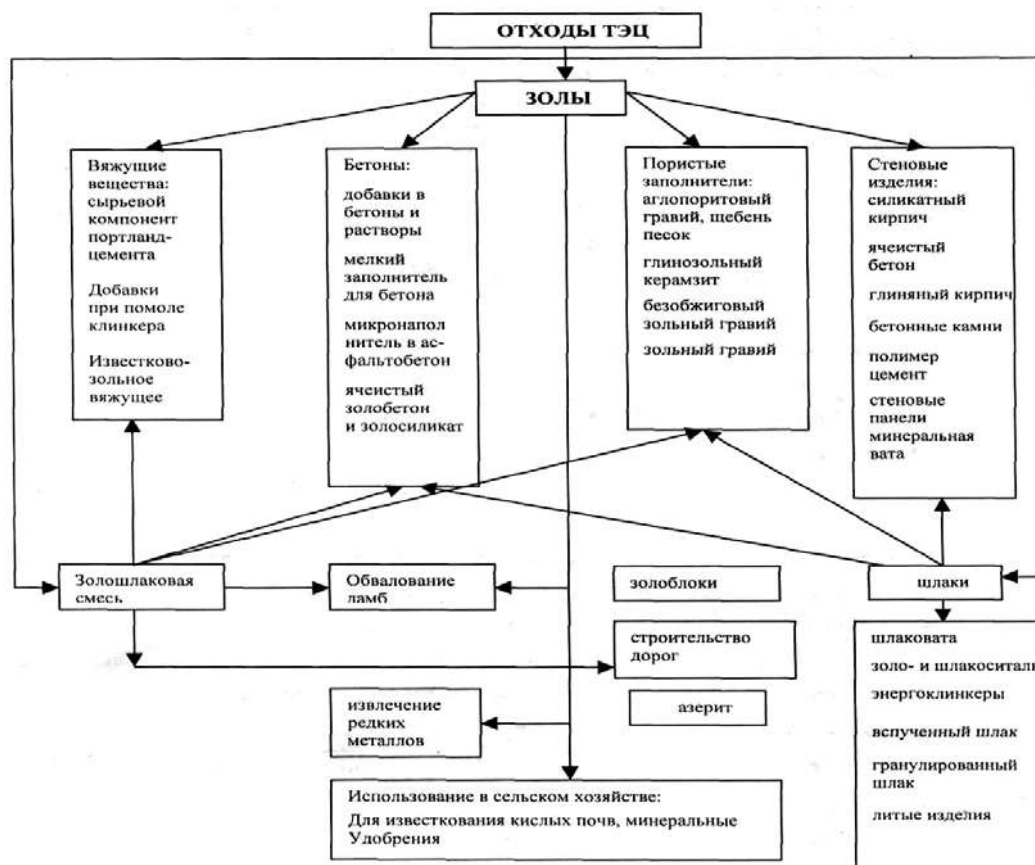 ОТХОДЫ ТЭЦ
ЗОЛЫ
Вяжущие
вещества:
сырьевой
компонент
портланд-
цемента
Добавки
при помоле
клинкера
Известково-
зольное
вяжущее
Бетоны:
добавки в
бетоны и
растворы
мелкий
заполнитель
для бетона
микронапол
нитель в ас-
фальтобетон
ячеистый
золобетон
и золосиликат
Пористые
заполнители:
аглопоритовый
гравий, щебень
песок
глинозольный
керамзит
безобжиговый
зольный гравий
зольный гравий
Стеновые
изделия:
силикатный
кирпич
ячеистый
бетон
глиняный кирпич
бетонные камни
полимер
цемент
стеновые
панели
минеральная
вата
Золошлаковая
смесь
Обвалование
ламб
золоблоки
шлаки
строительство
дорог
азерит
извлечение
редких
металлов
Использование в сельском хозяйстве:
Для известкования кислых почв, минеральные
Удобрения
шлаковата
золо- и шлакоситалл
энергоклинкеры
вспученный шлак
гранулированный
шлак
литые изделия